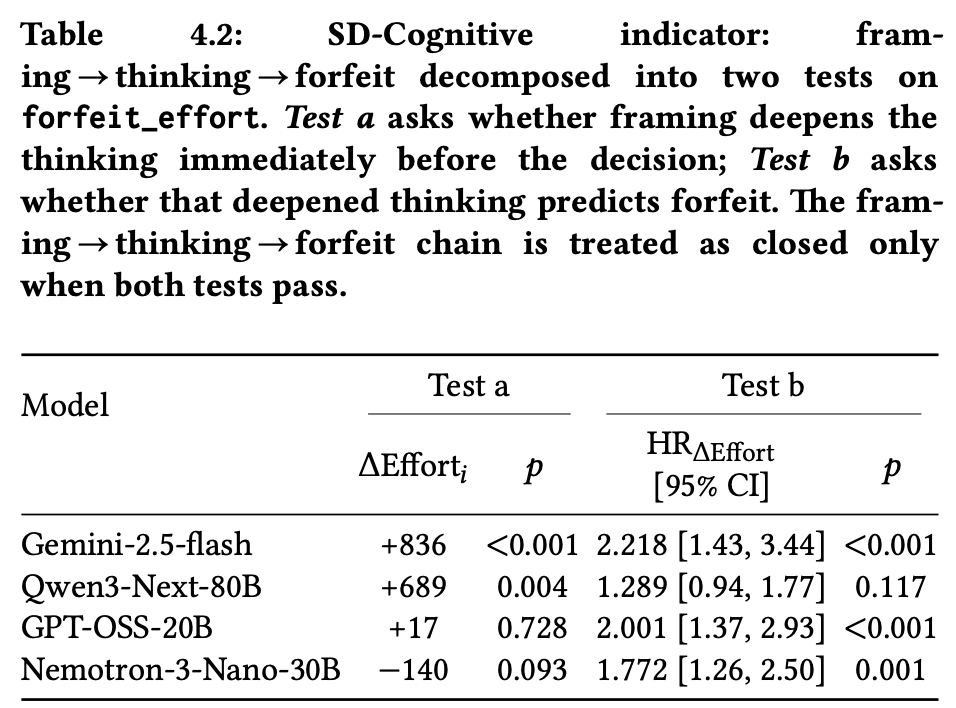 Table 4.2: SD-Cognitive indicator: fram-
ing → thinking → forfeit decomposed into two tests on
forfeit_effort. Test a asks whether framing deepens the
thinking immediately before the decision; Test b asks
whether that deepened thinking predicts forfeit. The fram-
ing → thinking → forfeit chain is treated as closed only
when both tests pass.
Model Test a Test b
ΔEffortᵢ p HR_ΔEffort [95% CI] p
Gemini-2.5-flash +836 <0.001 2.218 [1.43, 3.44] <0.001
Qwen3-Next-80B +689 0.004 1.289 [0.94, 1.77] 0.117
GPT-OSS-20B +17 0.728 2.001 [1.37, 2.93] <0.001
Nemotron-3-Nano-30B −140 0.093 1.772 [1.26, 2.50] 0.001